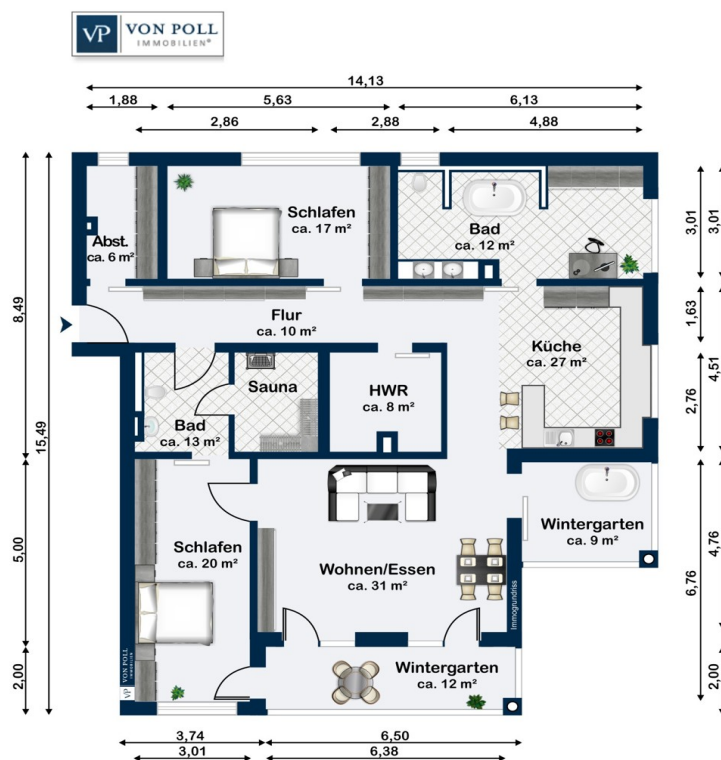 VP VON POLL
IMMOBILIEN®
14,13
1,88 5,63 6,13
2,86 2,88 4,88
8,49
15,49
5,00
2,00
3,01 3,01
1,63
4,51
2,76
4,76
6,76
2,00
Abst.
ca. 6 m²
Schlafen
ca. 17 m²
Bad
ca. 12 m²
Flur
ca. 10 m²
Küche
ca. 27 m²
Sauna
Bad
ca. 13 m²
HWR
ca. 8 m²
Schlafen
ca. 20 m²
Wohnen/Essen
ca. 31 m²
Wintergarten
ca. 9 m²
Immogrundriss
Wintergarten
ca. 12 m²
VP VON POLL
IMMOBILIEN
3,74 6,50
3,01 6,38